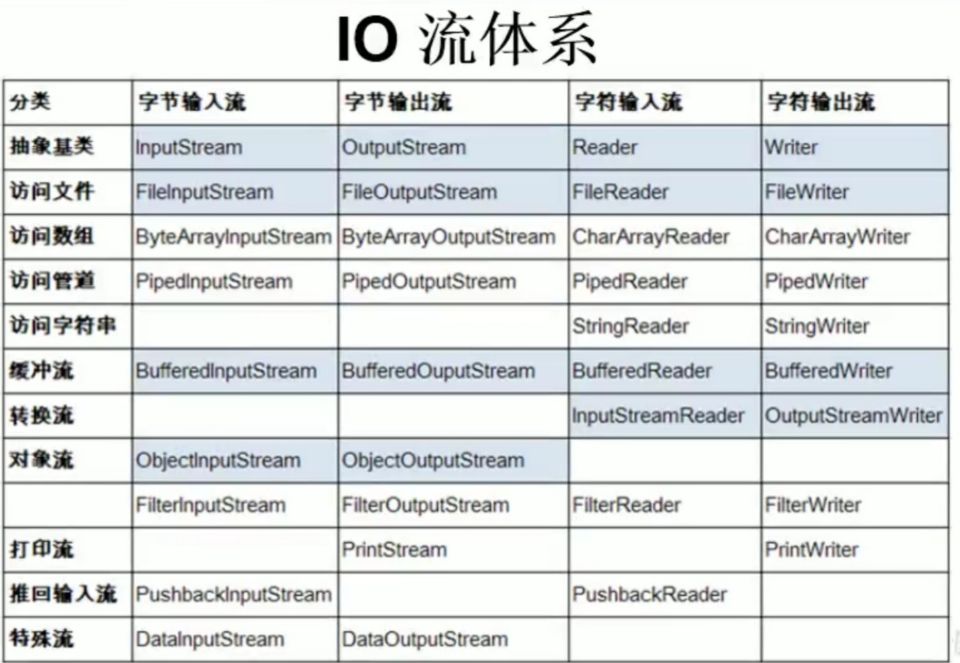 IO 流体系
分类 字节输入流 字节输出流 字符输入流 字符输出流
抽象基类 InputStream OutputStream Reader Writer
访问文件 FileInputStream FileOutputStream FileReader FileWriter
访问数组 ByteArrayInputStream ByteArrayOutputStream CharArrayReader CharArrayWriter
访问管道 PipedInputStream PipedOutputStream PipedReader PipedWriter
访问字符串 StringReader StringWriter
缓冲流 BufferedInputStream BufferedOuputStream BufferedReader BufferedWriter
转换流 InputStreamReader OutputStreamWriter
对象流 ObjectInputStream ObjectOutputStream
FilterInputStream FilterOutputStream FilterReader FilterWriter
打印流 PrintStream PrintWriter
推回输入流 PushbackInputStream PushbackReader
特殊流 DataInputStream DataOutputStream